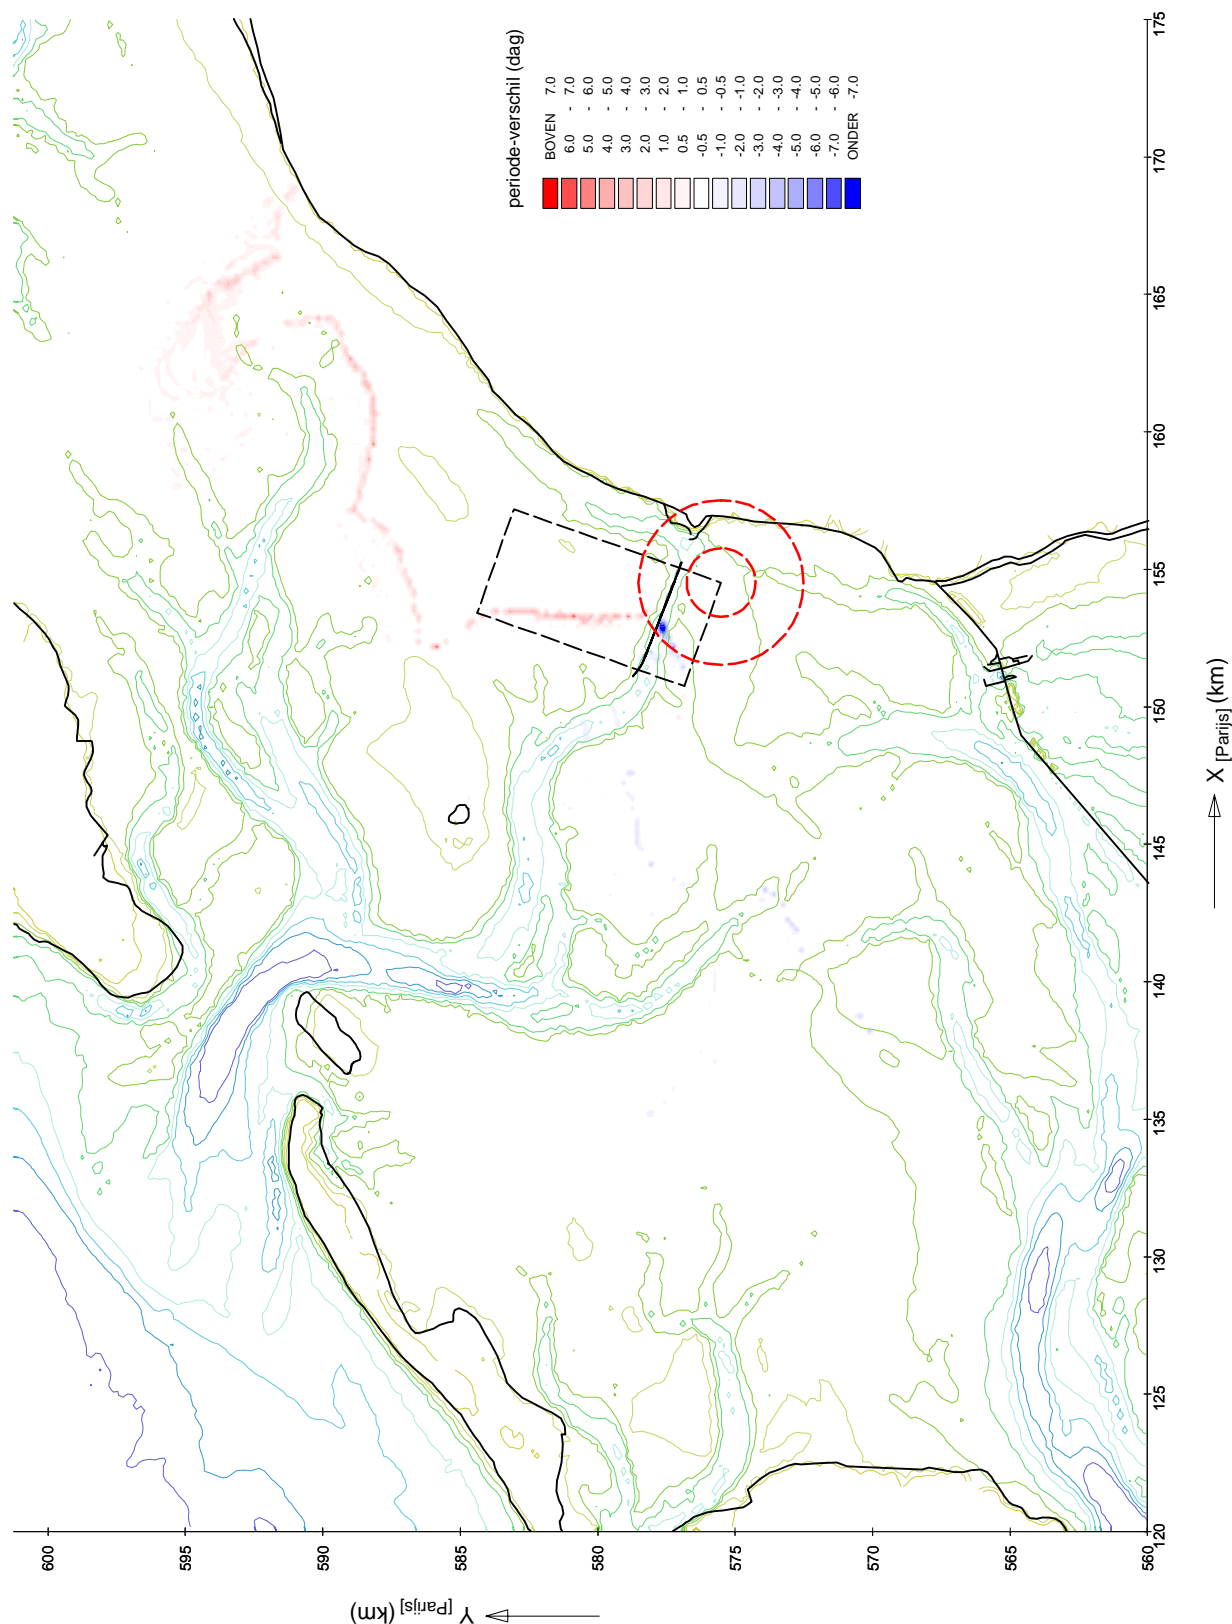 periode-verschil (dag)
BOVEN 7.0
6.0 - 7.0
5.0 - 6.0
4.0 - 5.0
3.0 - 4.0
2.0 - 3.0
1.0 - 2.0
0.5 - 1.0
-0.5 - 0.5
-1.0 - -0.5
-2.0 - -1.0
-3.0 - -2.0
-4.0 - -3.0
-5.0 - -4.0
-6.0 - -5.0
-7.0 - -6.0
ONDER -7.0
600
595
590
585
580
575
570
565
560
Y [Parijs] (km)
120
125
130
135
140
145
150
155
160
165
170
175
X [Parijs] (km)